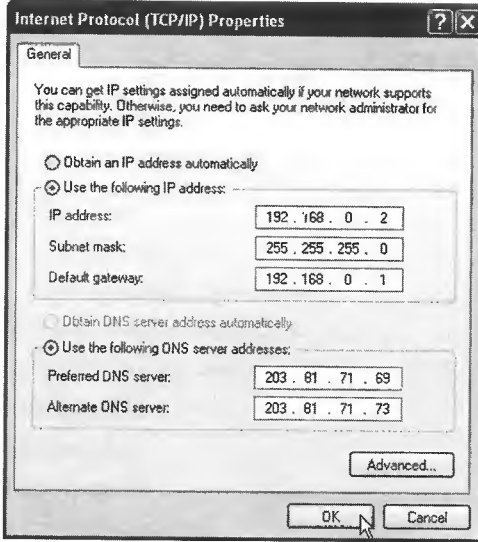 Internet Protocol (TCP/IP) Properties
General
You can get IP settings assigned automatically if your network supports
this capability. Otherwise, you need to ask your network administrator for
the appropriate IP settings.
Obtain an IP address automatically
Use the following IP address:
IP address: 192 . 168 . 0 . 2
Subnet mask: 255 . 255 . 255 . 0
Default gateway: 192 . 168 . 0 . 1
Obtain DNS server address automatically
Use the following DNS server addresses:
Preferred DNS server: 203 . 81 . 71 . 69
Alternate DNS server: 203 . 81 . 71 . 73
Advanced...
OK Cancel